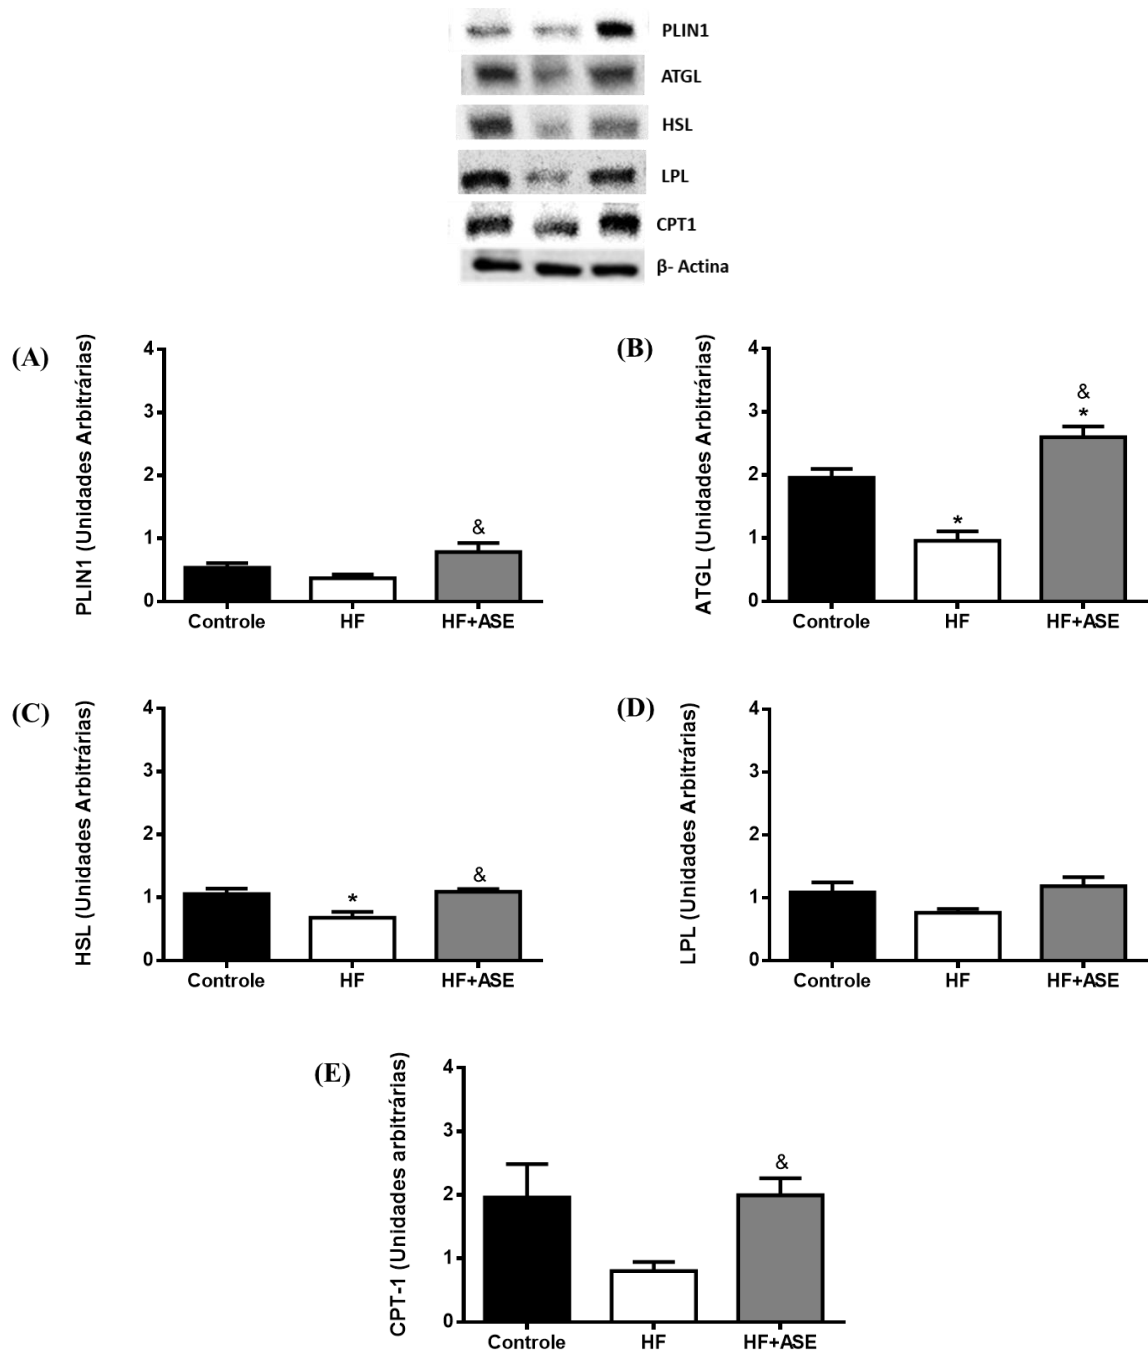 PLIN1
ATGL
HSL
LPL
CPT1
β- Actina
(A)
PLIN1 (Unidades Arbitrárias)
4
3
2
1
0
&
Controle HF HF+ASE
(B)
ATGL (Unidades Arbitrárias)
4
3
2
1
0
*
&
*
Controle HF HF+ASE
(C)
HSL (Unidades Arbitrárias)
4
3
2
1
0
*
&
Controle HF HF+ASE
(D)
LPL (Unidades Arbitrárias)
4
3
2
1
0
Controle HF HF+ASE
(E)
CPT-1 (Unidades arbitrárias)
4
3
2
1
0
&
Controle HF HF+ASE